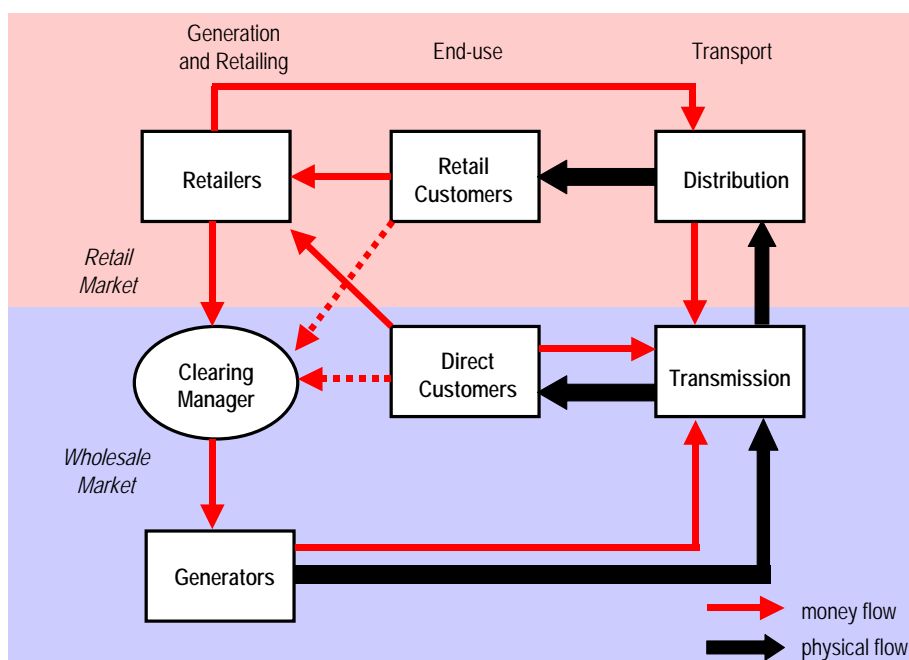 Generation
and Retailing
End-use
Transport
Retailers
Retail
Customers
Distribution
Retail
Market
Clearing
Manager
Direct
Customers
Transmission
Wholesale
Market
Generators
money flow
physical flow